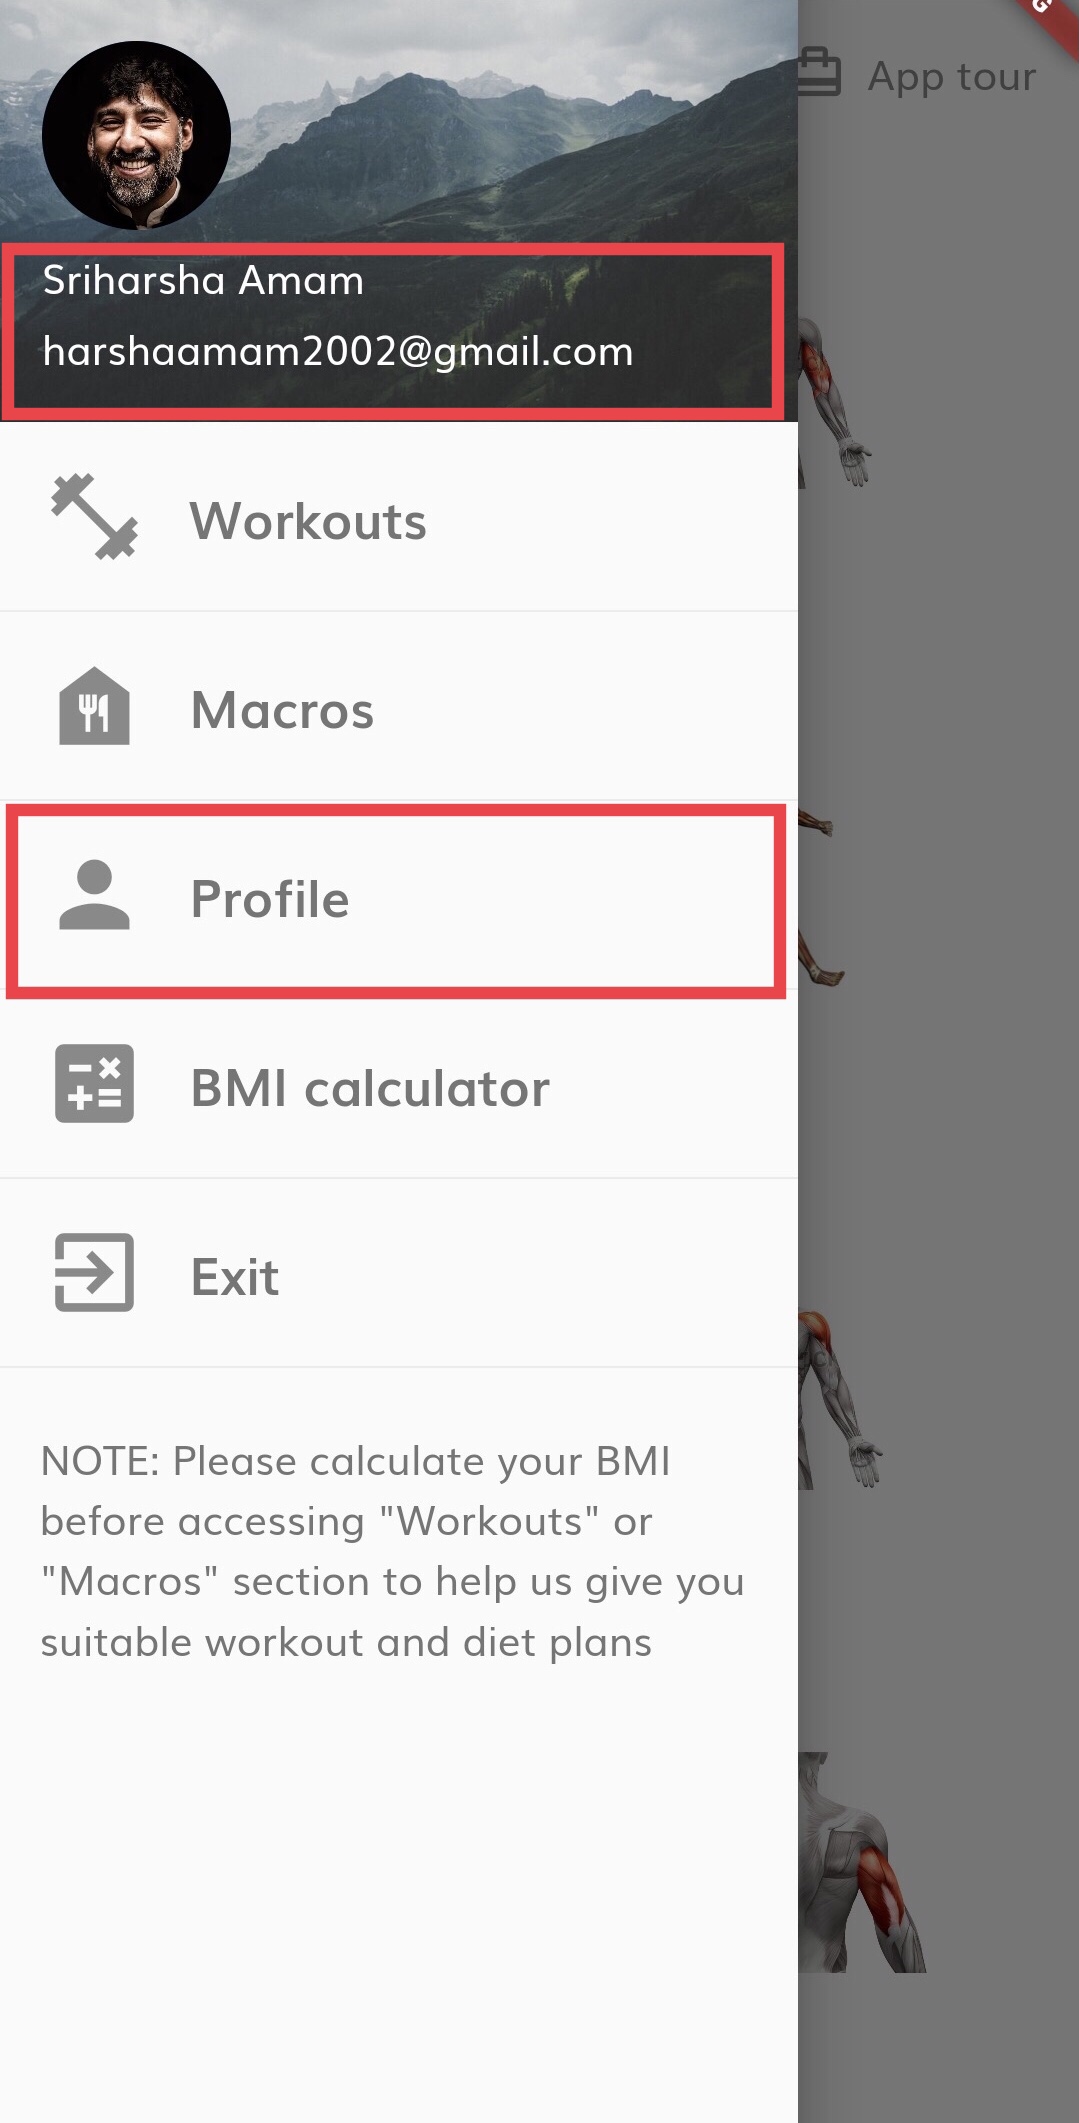 G
App tour
Sriharsha Amam
harshaamam2002@gmail.com
Workouts
Macros
Profile
BMI calculator
Exit
NOTE: Please calculate your BMI
before accessing "Workouts" or
"Macros" section to help us give you
suitable workout and diet plans